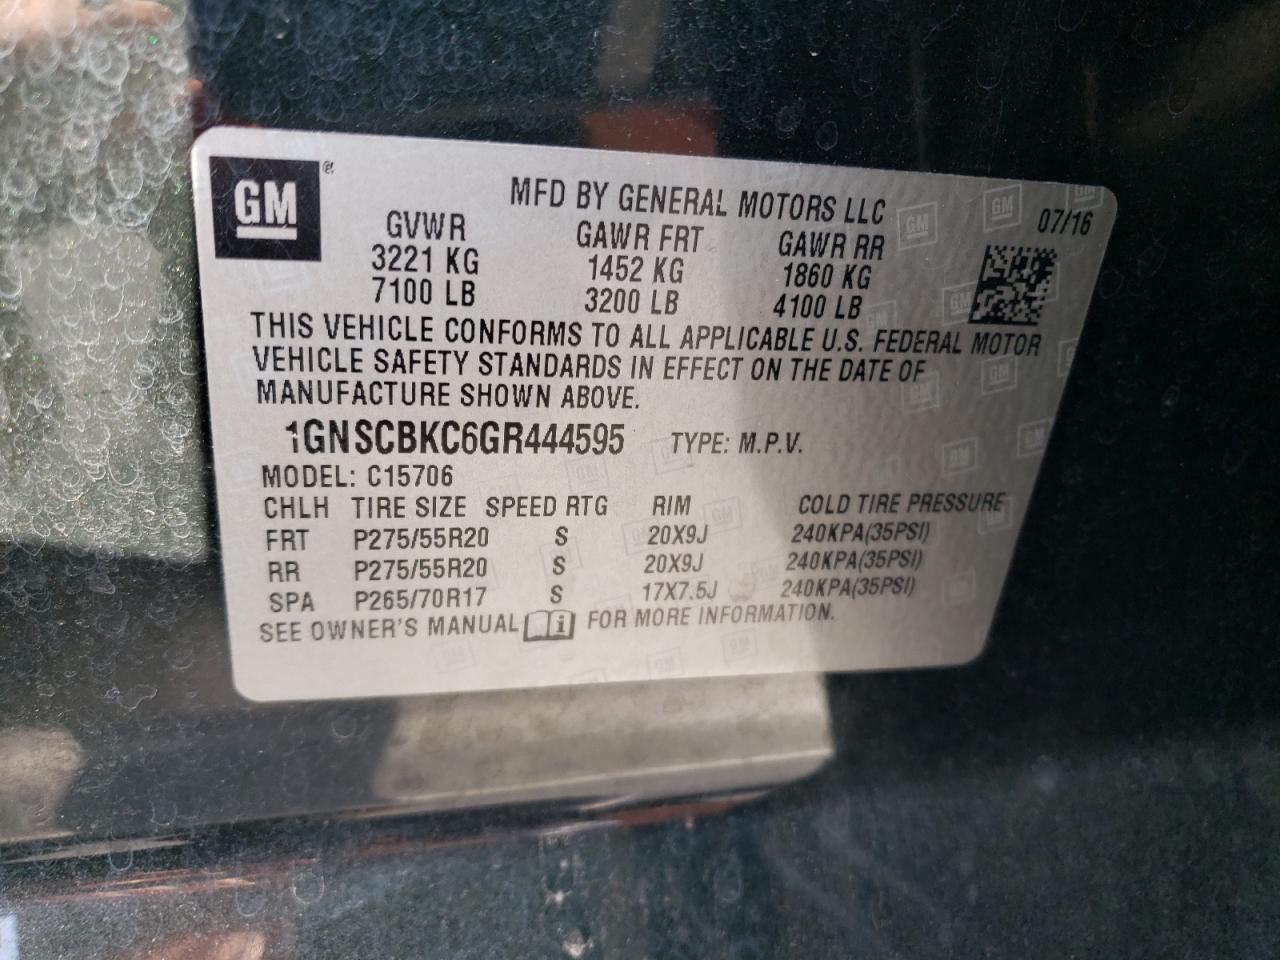 GM ®
MFD BY GENERAL MOTORS LLC
07/16
GVWR GAWR FRT GAWR RR
3221 KG 1452 KG 1860 KG
7100 LB 3200 LB 4100 LB
THIS VEHICLE CONFORMS TO ALL APPLICABLE U.S. FEDERAL MOTOR
VEHICLE SAFETY STANDARDS IN EFFECT ON THE DATE OF
MANUFACTURE SHOWN ABOVE.
1GNSCBKC6GR444595 TYPE: M.P.V.
MODEL: C15706
CHLH TIRE SIZE SPEED RTG RIM COLD TIRE PRESSURE
FRT P275/55R20 S 20X9J 240KPA(35PSI)
RR P275/55R20 S 20X9J 240KPA(35PSI)
SPA P265/70R17 S 17X7.5J 240KPA(35PSI)
SEE OWNER'S MANUAL i FOR MORE INFORMATION.